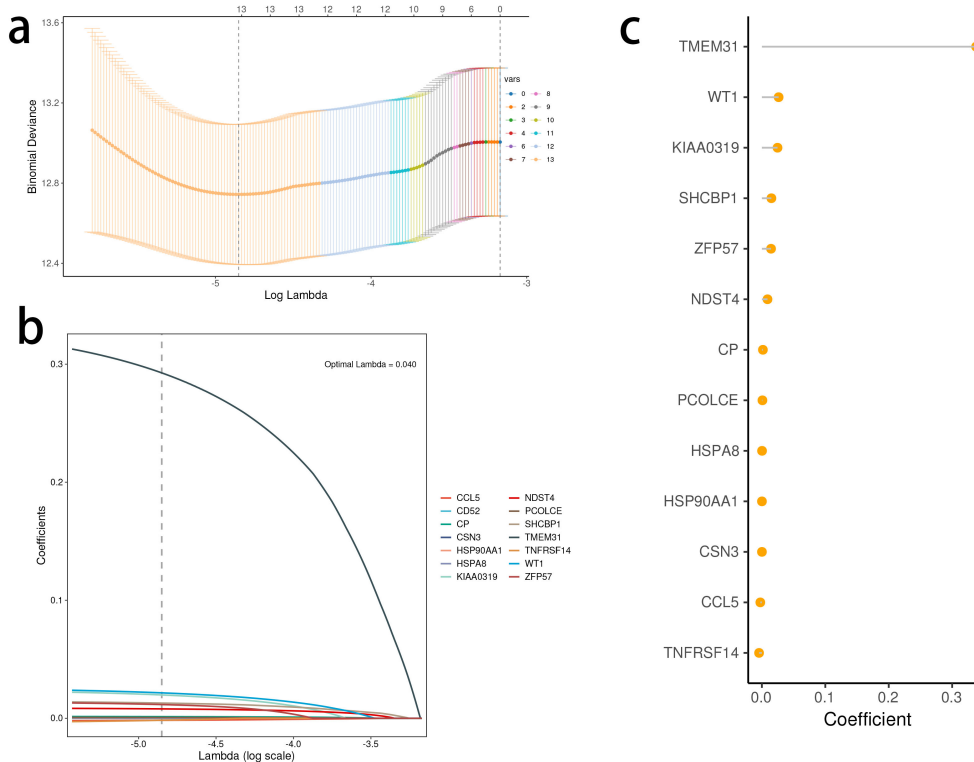 a
13 13 13 12 12 12 10 9 6 0
13.6
13.2
12.8
12.4
Binomial Deviance
-5 -4 -3
Log Lambda
vars
0 8
2 9
3 10
4 11
6 12
7 13
b
Optimal Lambda = 0.040
0.3
0.2
0.1
0.0
Coefficients
-5.0 -4.5 -4.0 -3.5
Lambda (log scale)
CCL5 NDST4
CD52 PCOLCE
CP SHCBP1
CSN3 TMEM31
HSP90AA1 TNFRSF14
HSPA8 WT1
KIAA0319 ZFP57
c
TMEM31
WT1
KIAA0319
SHCBP1
ZFP57
NDST4
CP
PCOLCE
HSPA8
HSP90AA1
CSN3
CCL5
TNFRSF14
0.0 0.1 0.2 0.3
Coefficient